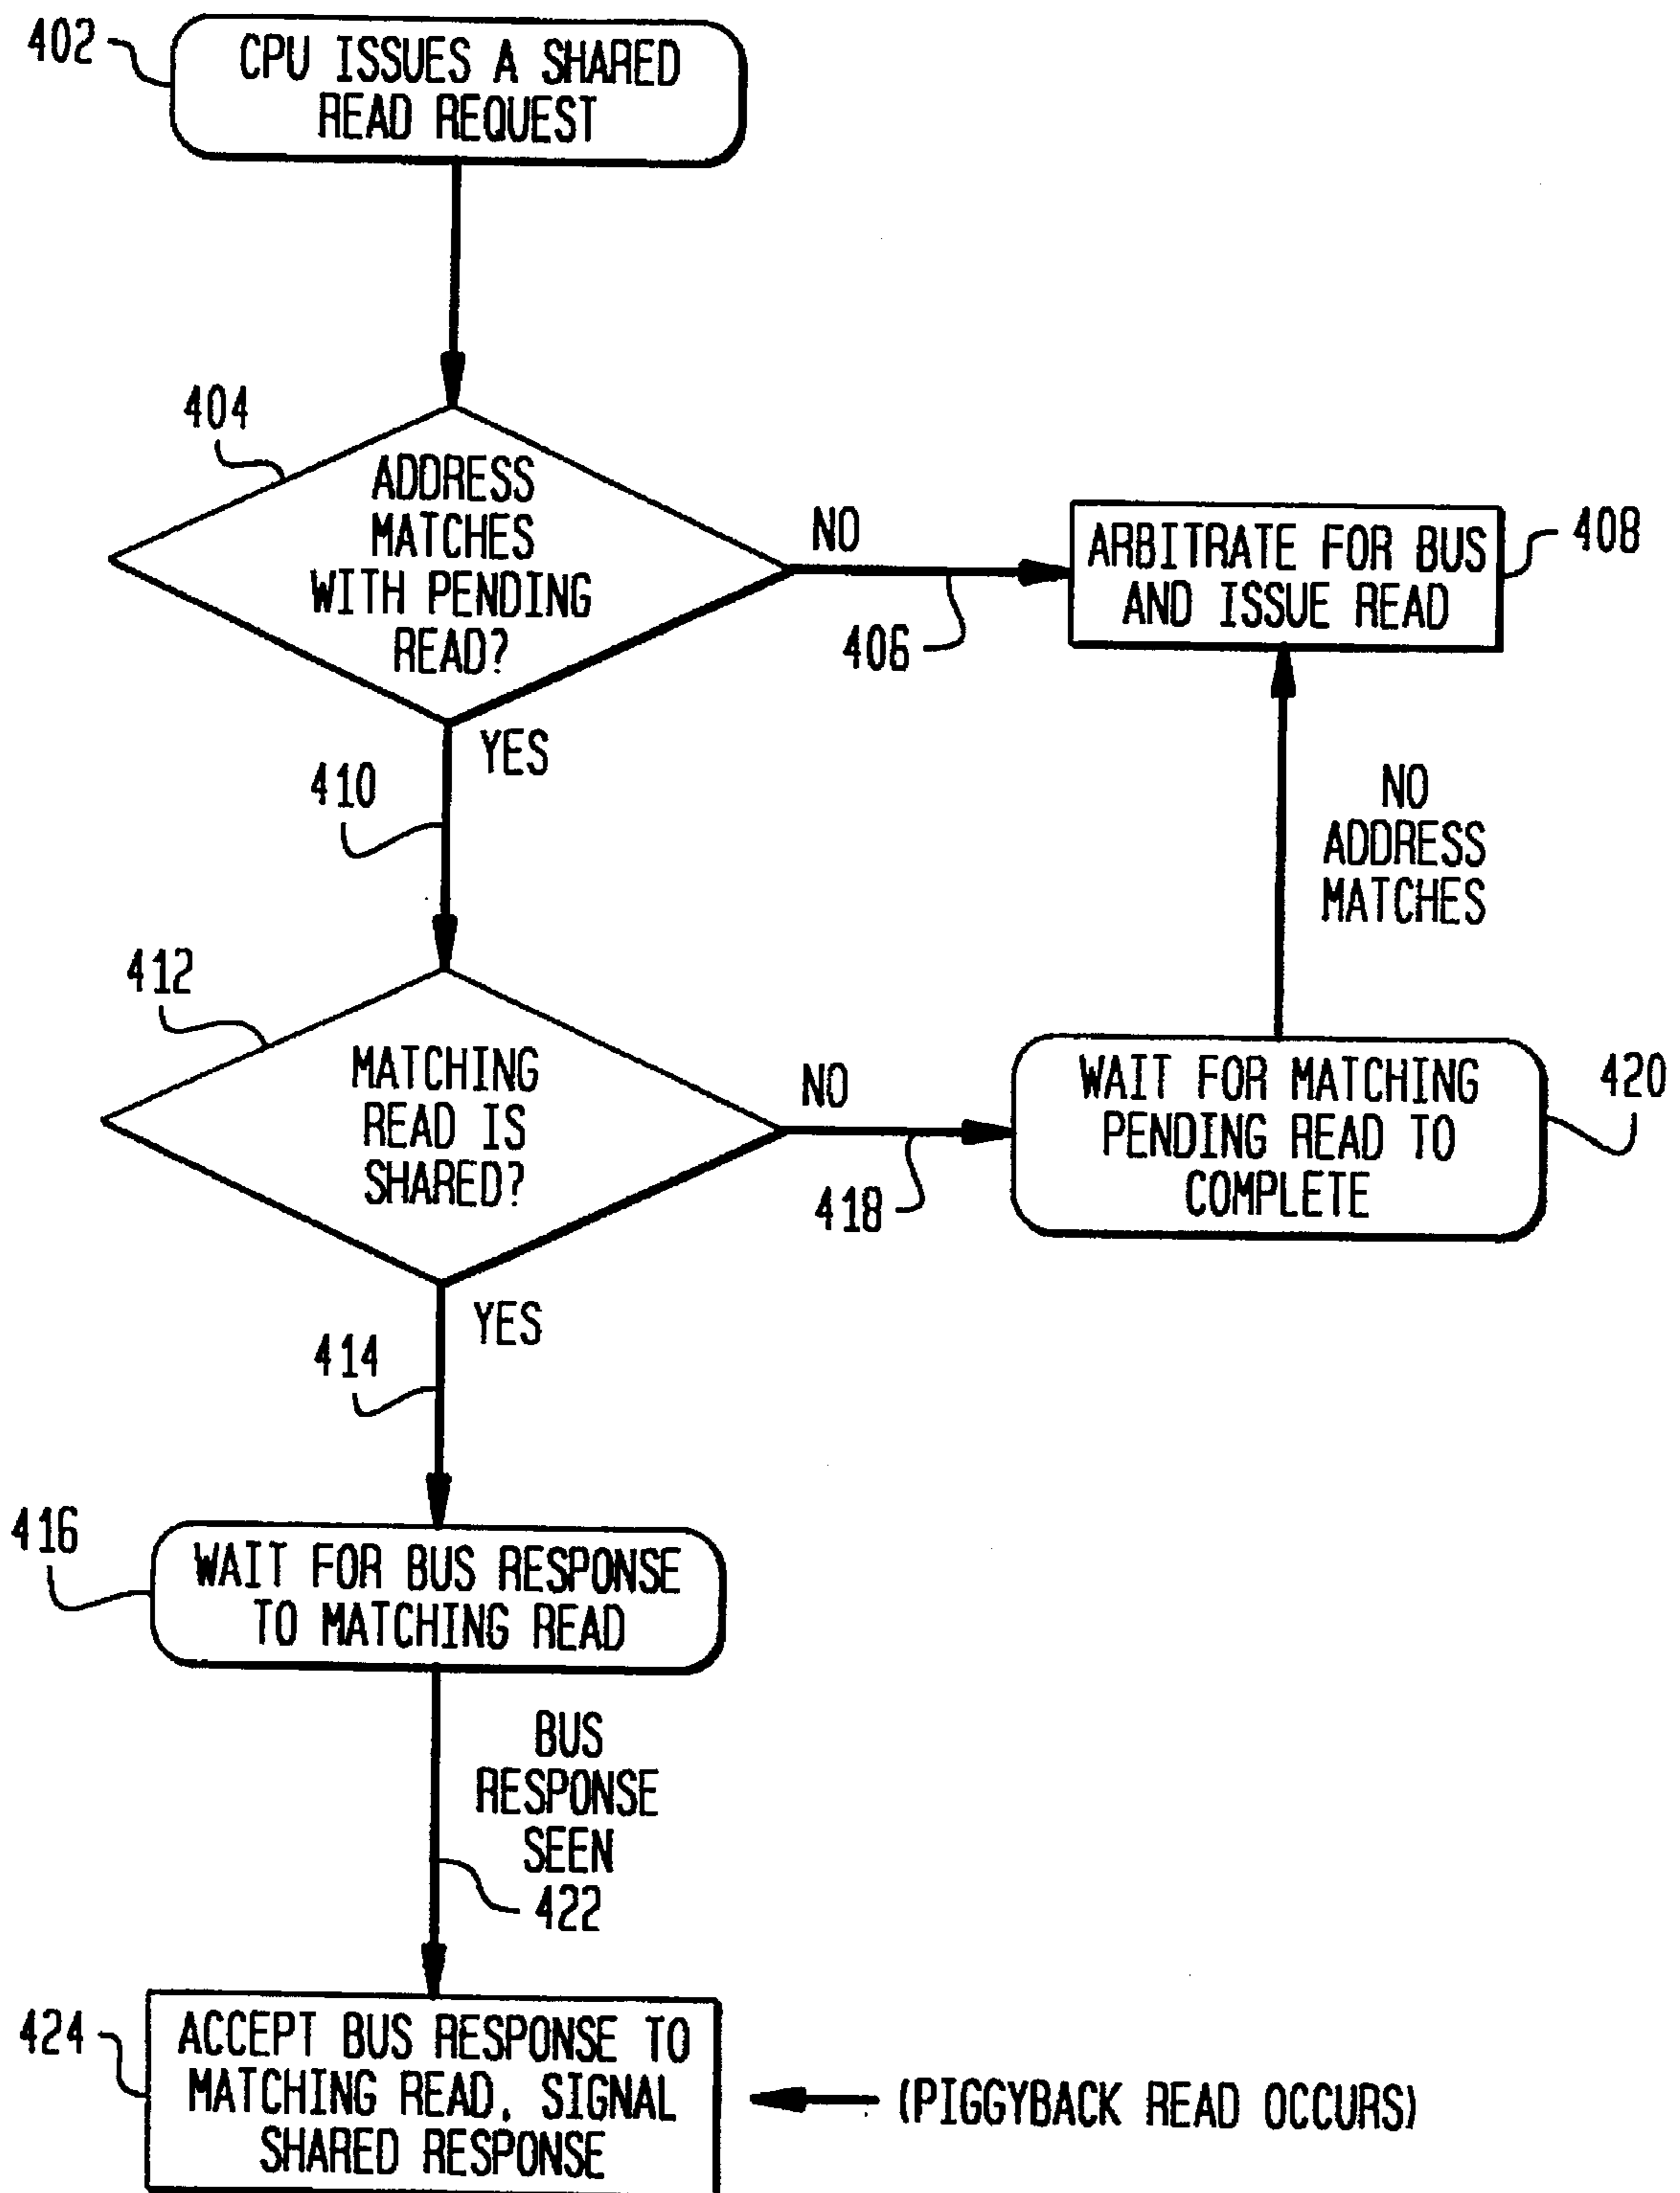 402
CPU ISSUES A SHARED
READ REQUEST
404
ADDRESS
MATCHES
WITH PENDING
READ?
NO
406
ARBITRATE FOR BUS
AND ISSUE READ
408
YES
410
NO
ADDRESS
MATCHES
412
MATCHING
READ IS
SHARED?
NO
418
WAIT FOR MATCHING
PENDING READ TO
COMPLETE
420
YES
414
416
WAIT FOR BUS RESPONSE
TO MATCHING READ
BUS
RESPONSE
SEEN
422
424
ACCEPT BUS RESPONSE TO
MATCHING READ. SIGNAL
SHARED RESPONSE
(PIGGYBACK READ OCCURS)